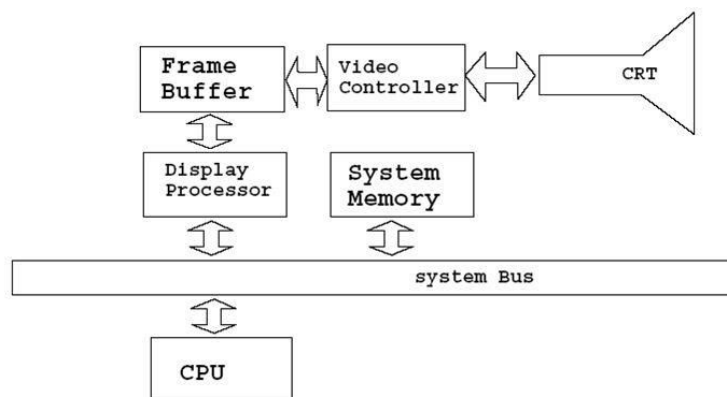 Frame
Buffer
Video
Controller
CRT
Display
Processor
System
Memory
system Bus
CPU